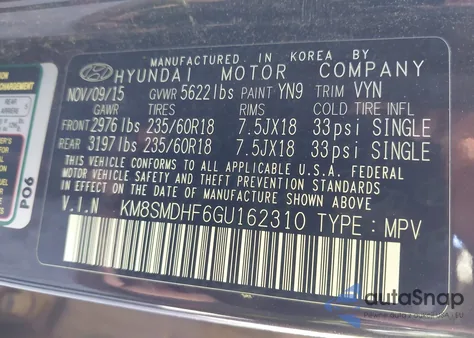 MANUFACTURED IN KOREA BY
HYUNDAI MOTOR COMPANY
NOV/09/15 GVWR 5622lbs PAINT YN9 TRIM VYN
GAWR TIRES RIMS COLD TIRE INFL
FRONT 2976lbs 235/60R18 7.5JX18 33psi SINGLE
REAR 3197lbs 235/60R18 7.5JX18 33psi SINGLE
THIS VEHICLE CONFORMS TO ALL APPLICABLE U.S.A. FEDERAL
MOTOR VEHICLE SAFETY AND THEFT PREVENTION STANDARDS
IN EFFECT ON THE DATE OF MANUFACTURE SHOWN ABOVE.
V.I.N KM8SMDHF6GU162310 TYPE : MPV
P06
autoSnap